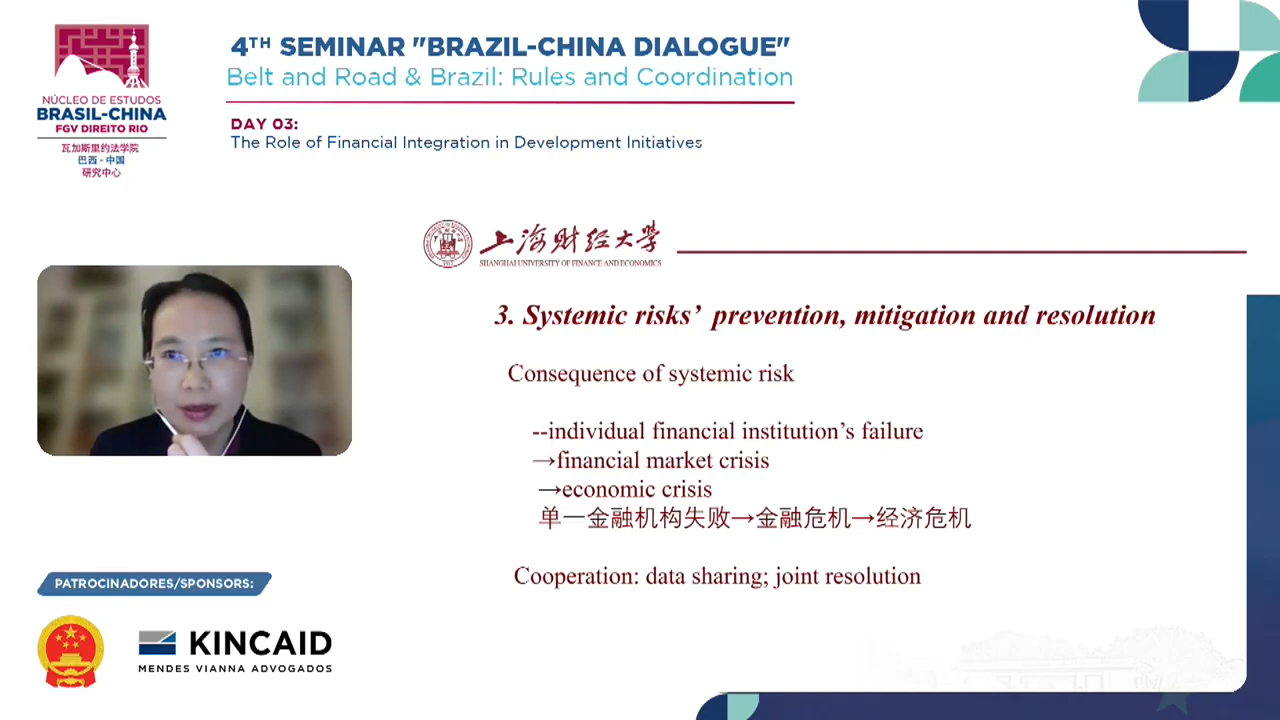 4TH SEMINAR "BRAZIL-CHINA DIALOGUE"
Belt and Road & Brazil: Rules and Coordination
DAY 03:
The Role of Financial Integration in Development Initiatives
NÚCLEO DE ESTUDOS
BRASIL-CHINA
FGV DIREITO RIO
瓦加斯里约法学院
巴西 - 中国
研究中心
上海财经大学
SHANGHAI UNIVERSITY OF FINANCE AND ECONOMICS
3. Systemic risks’ prevention, mitigation and resolution
Consequence of systemic risk
--individual financial institution’s failure
→financial market crisis
→economic crisis
单一金融机构失败→金融危机→经济危机
Cooperation: data sharing; joint resolution
PATROCINADORES/SPONSORS:
KINCAID
MENDES VIANNA ADVOGADOS